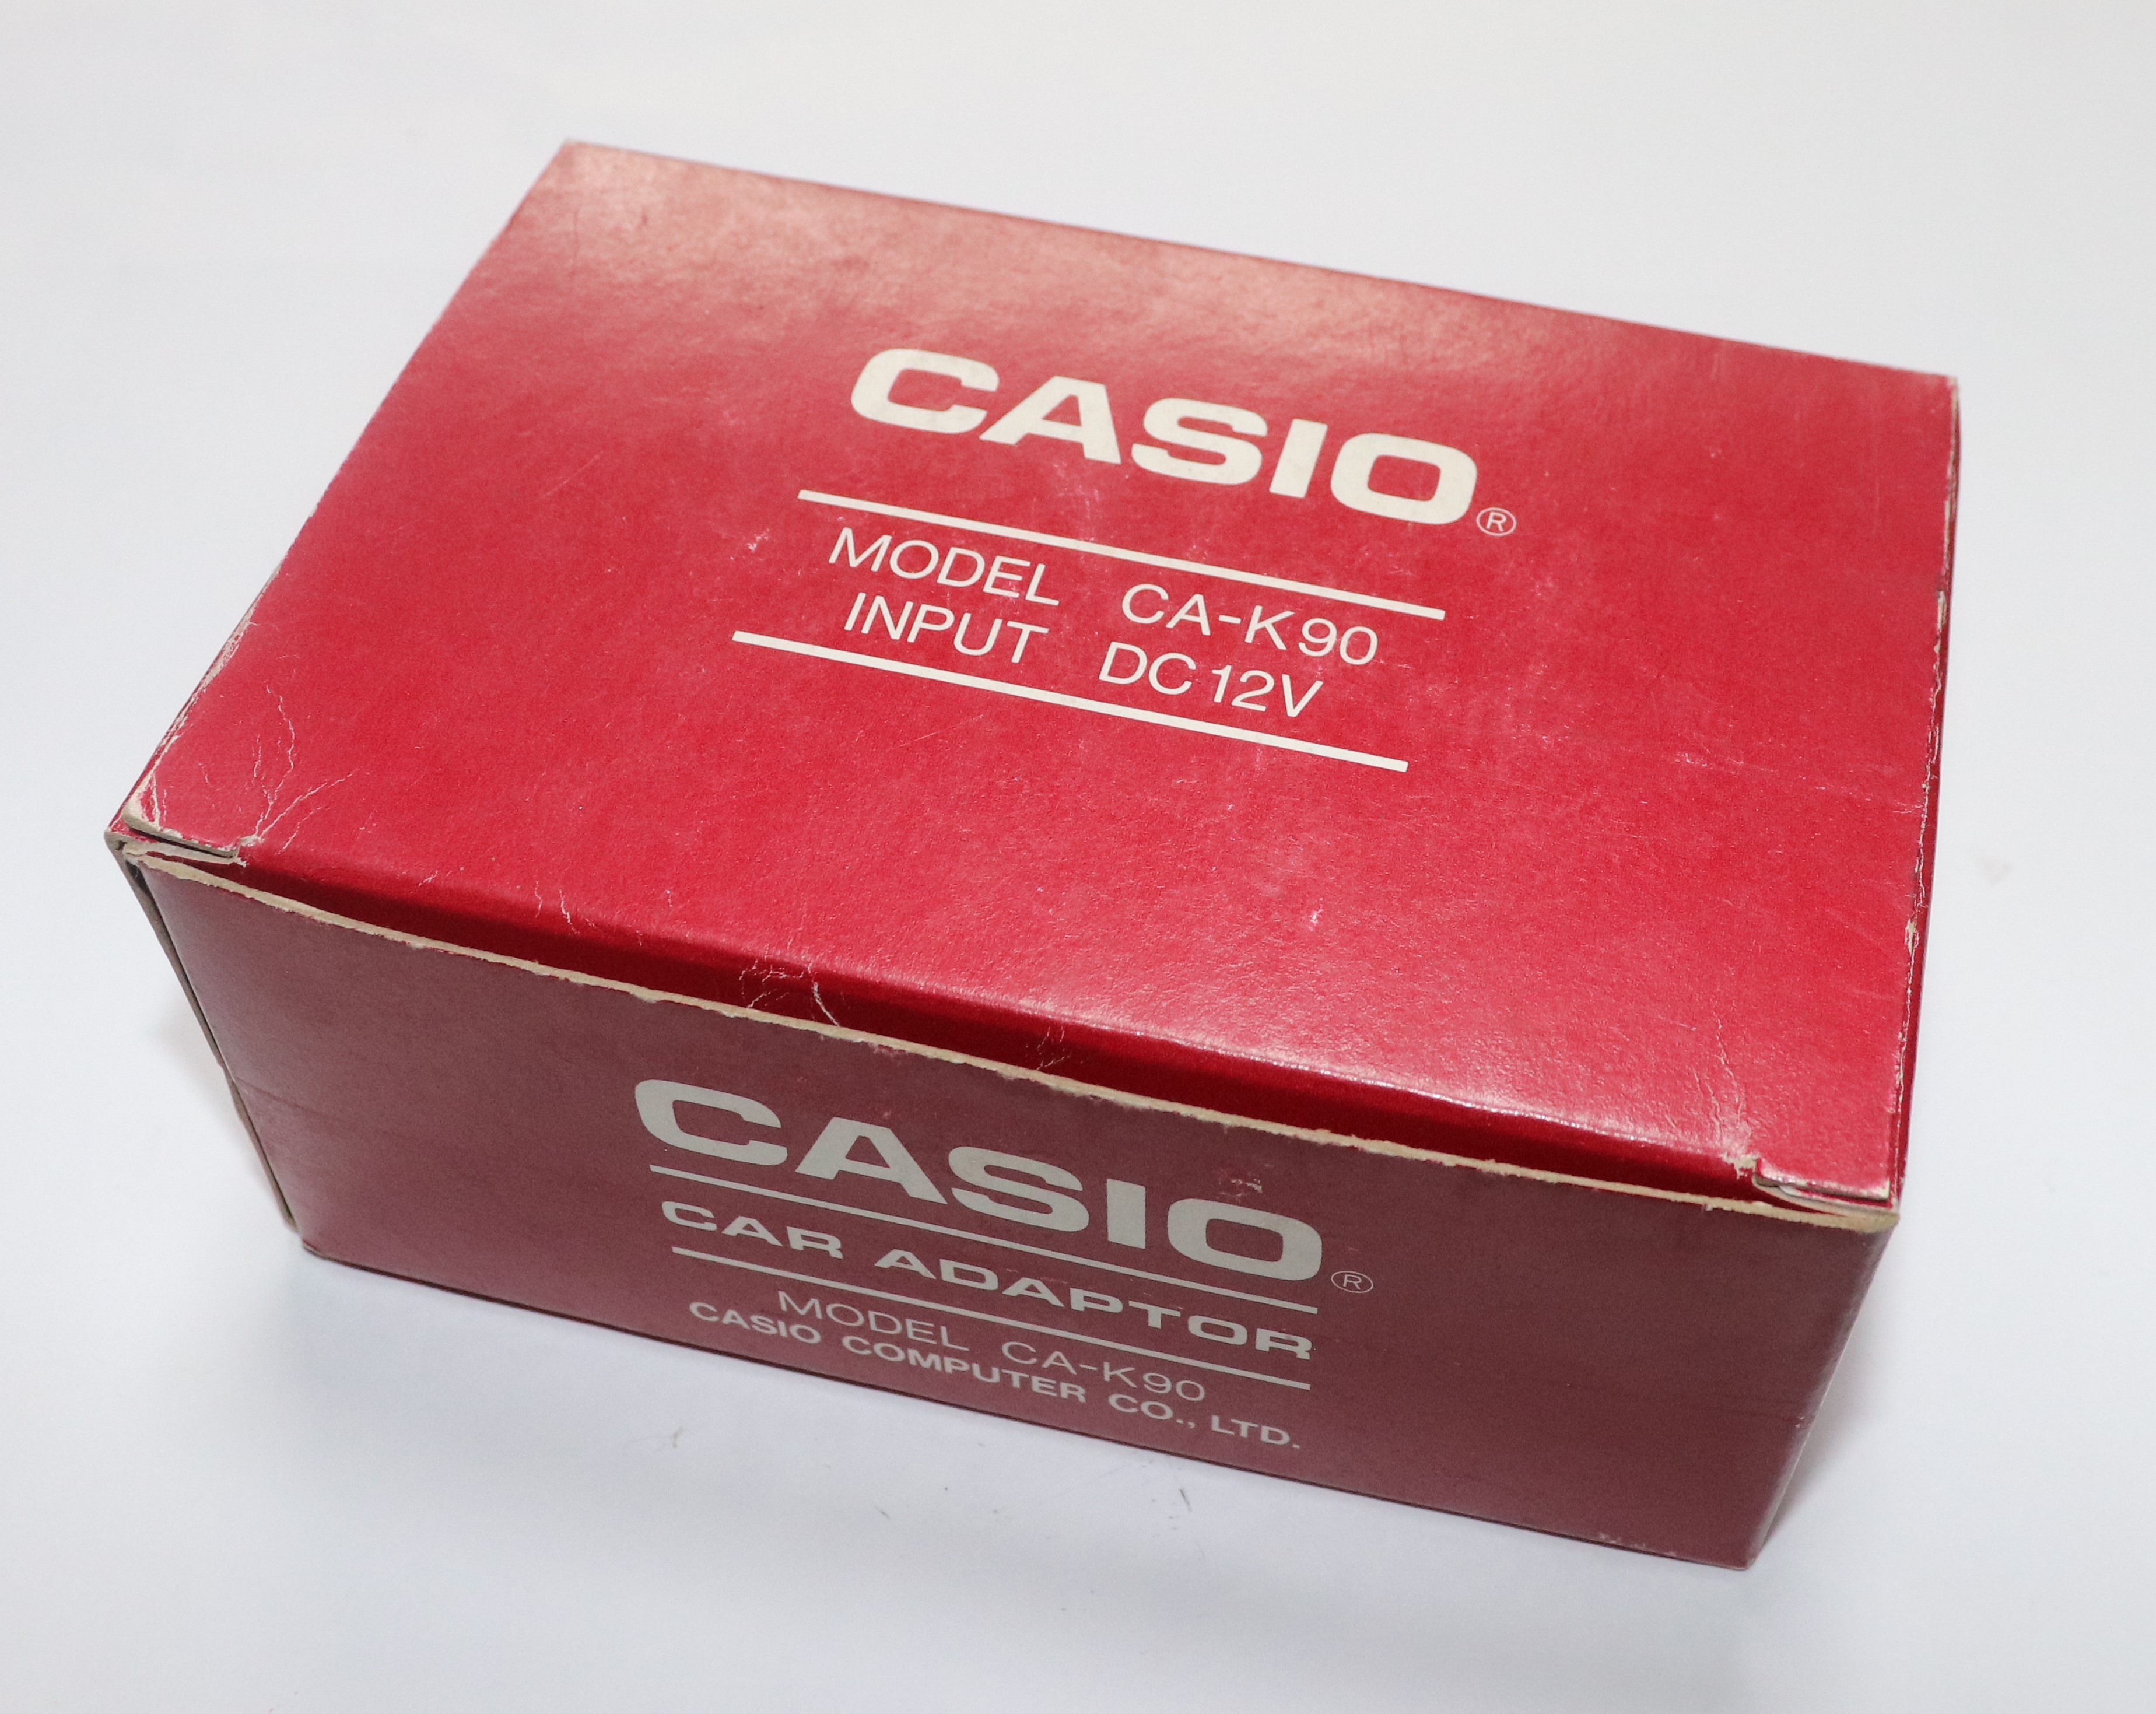 CASIO®
MODEL CA-K90
INPUT DC12V
CASIO®
CAR ADAPTOR
MODEL CA-K90
CASIO COMPUTER CO., LTD.